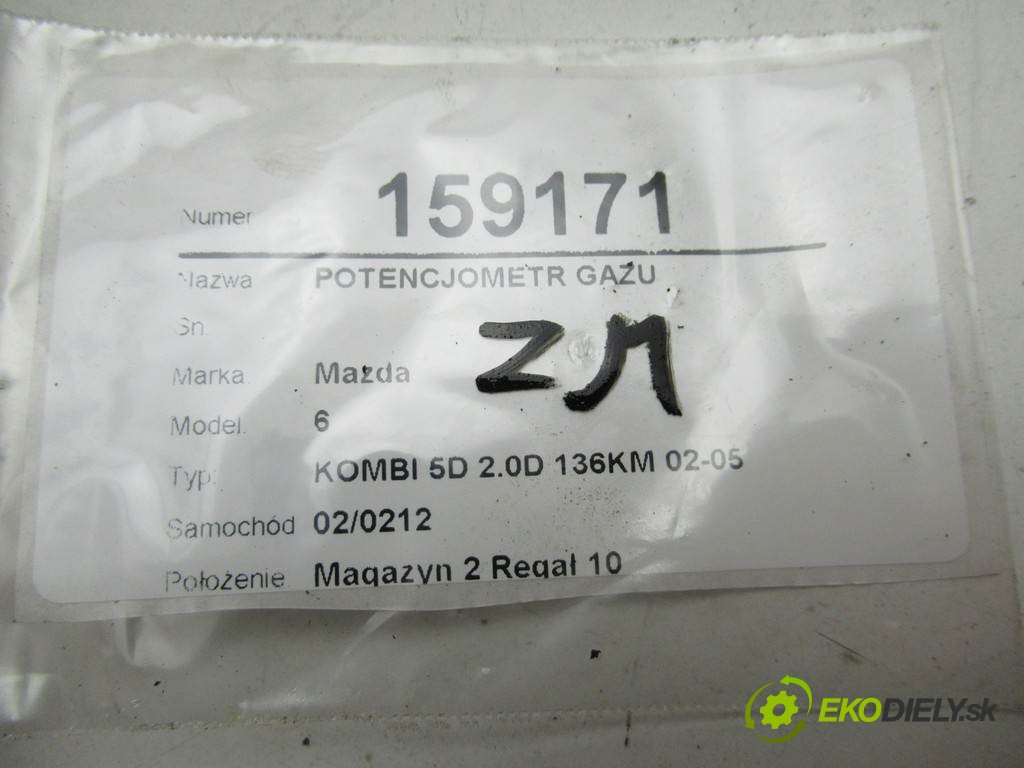 Numer 159171
Nazwa POTENCJOMETR GAZU
Sn.
ZM
Marka Mazda
Model. 6
Typ: KOMBI 5D 2.0D 136KM 02-05
Samochód 02/0212
Położenie. Magazyn 2 Regał 10
EKODIELY.sk